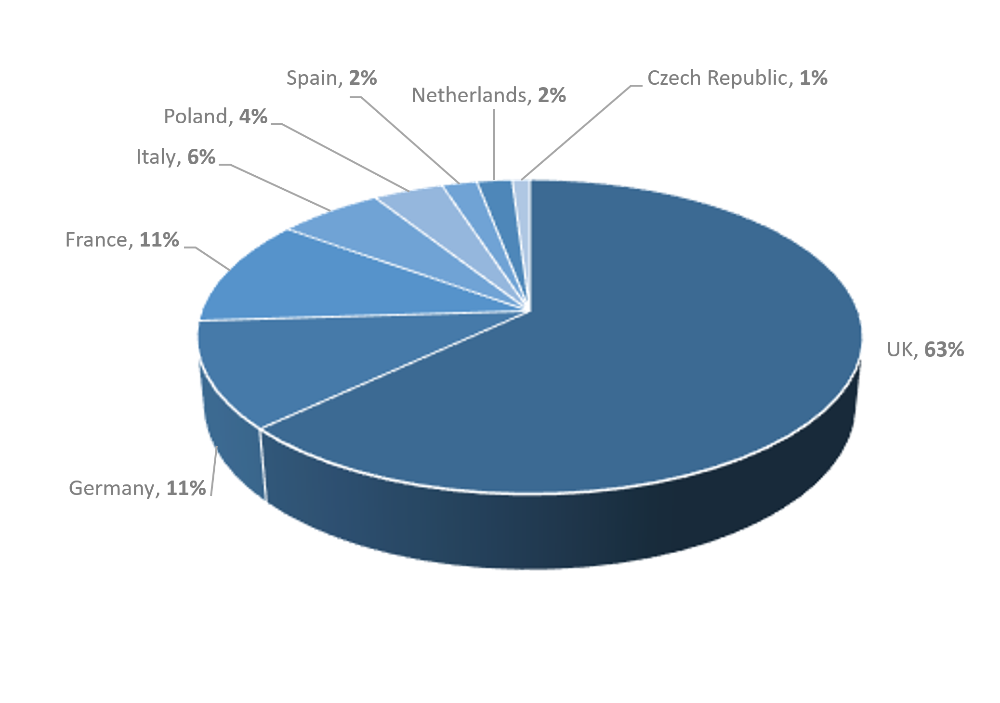 Spain, 2%
Czech Republic, 1%
Netherlands, 2%
Poland, 4%
Italy, 6%
France, 11%
UK, 63%
Germany, 11%